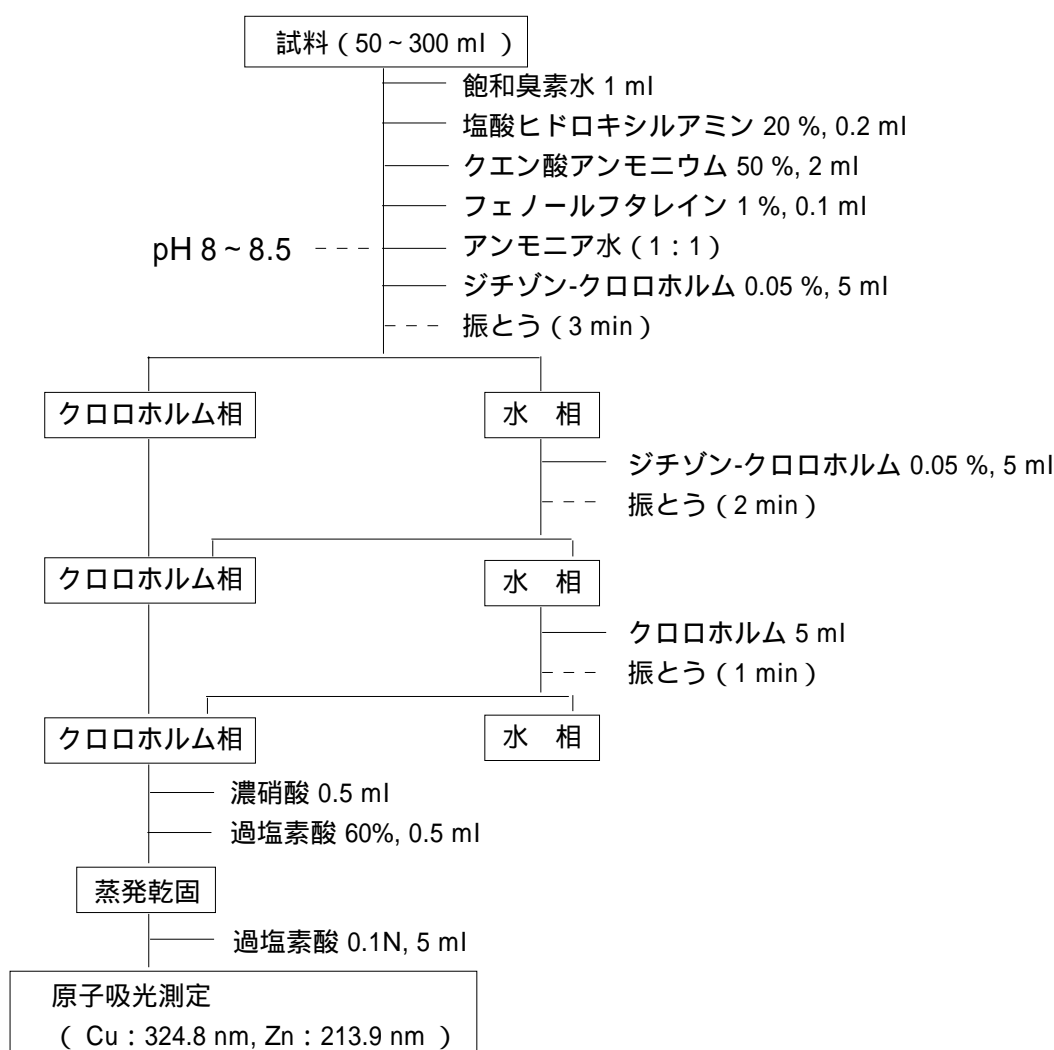 試料（50～300 ml ）
飽和臭素水 1 ml
塩酸ヒドロキシルアミン 20 %, 0.2 ml
クエン酸アンモニウム 50 %, 2 ml
フェノールフタレイン 1 %, 0.1 ml
pH 8～8.5
アンモニア水（1：1）
ジチゾン-クロロホルム 0.05 %, 5 ml
振とう（3 min）
クロロホルム相
水　相
ジチゾン-クロロホルム 0.05 %, 5 ml
振とう（2 min）
クロロホルム相
水　相
クロロホルム 5 ml
振とう（1 min）
クロロホルム相
水　相
濃硝酸 0.5 ml
過塩素酸 60%, 0.5 ml
蒸発乾固
過塩素酸 0.1N, 5 ml
原子吸光測定
（ Cu：324.8 nm, Zn：213.9 nm ）